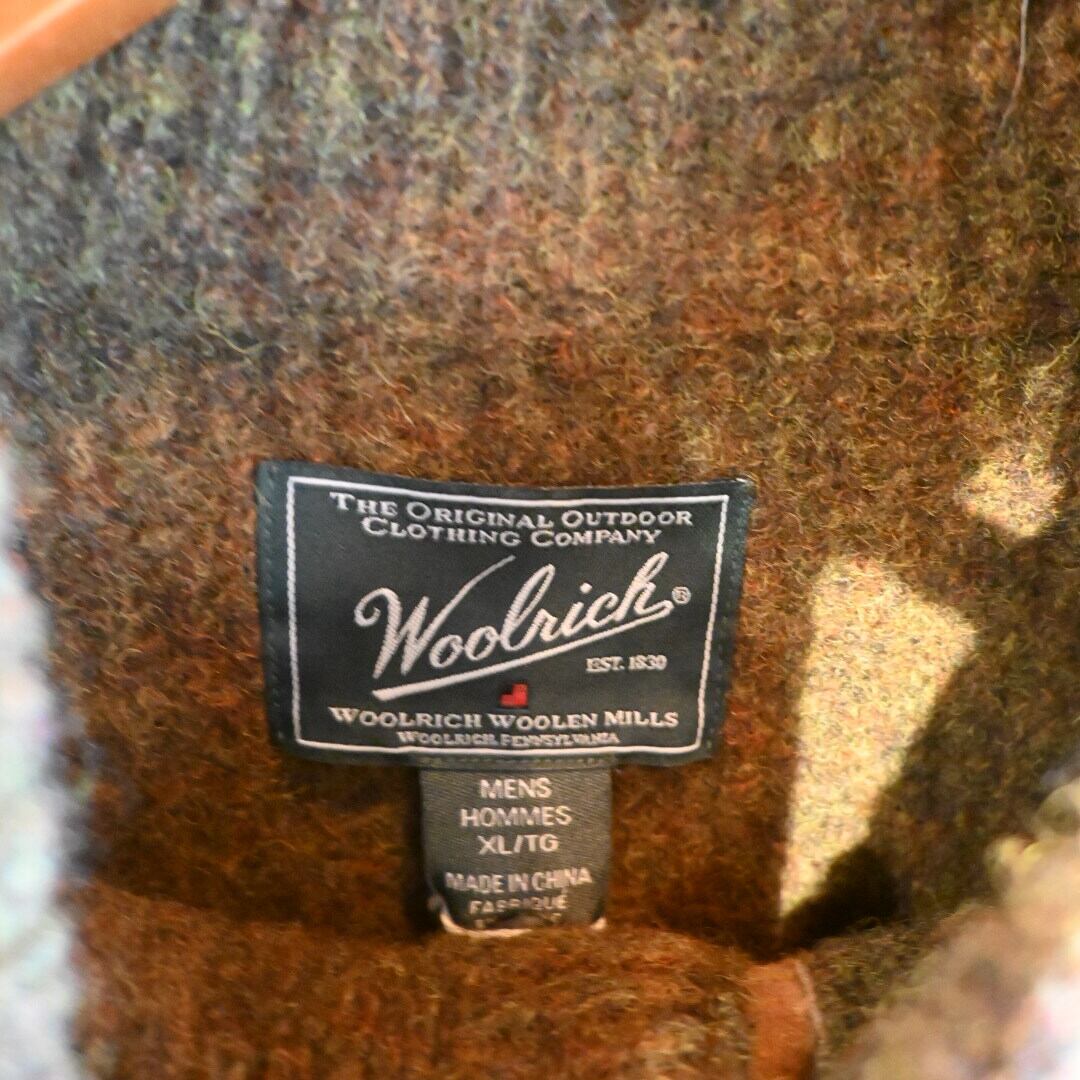 THE ORIGINAL OUTDOOR
CLOTHING COMPANY
Woolrich®
EST. 1830
WOOLRICH WOOLEN MILLS
WOOLRICH, PENNSYLVANIA
MENS
HOMMES
XL/TG
MADE IN CHINA
FABRIQUÉ